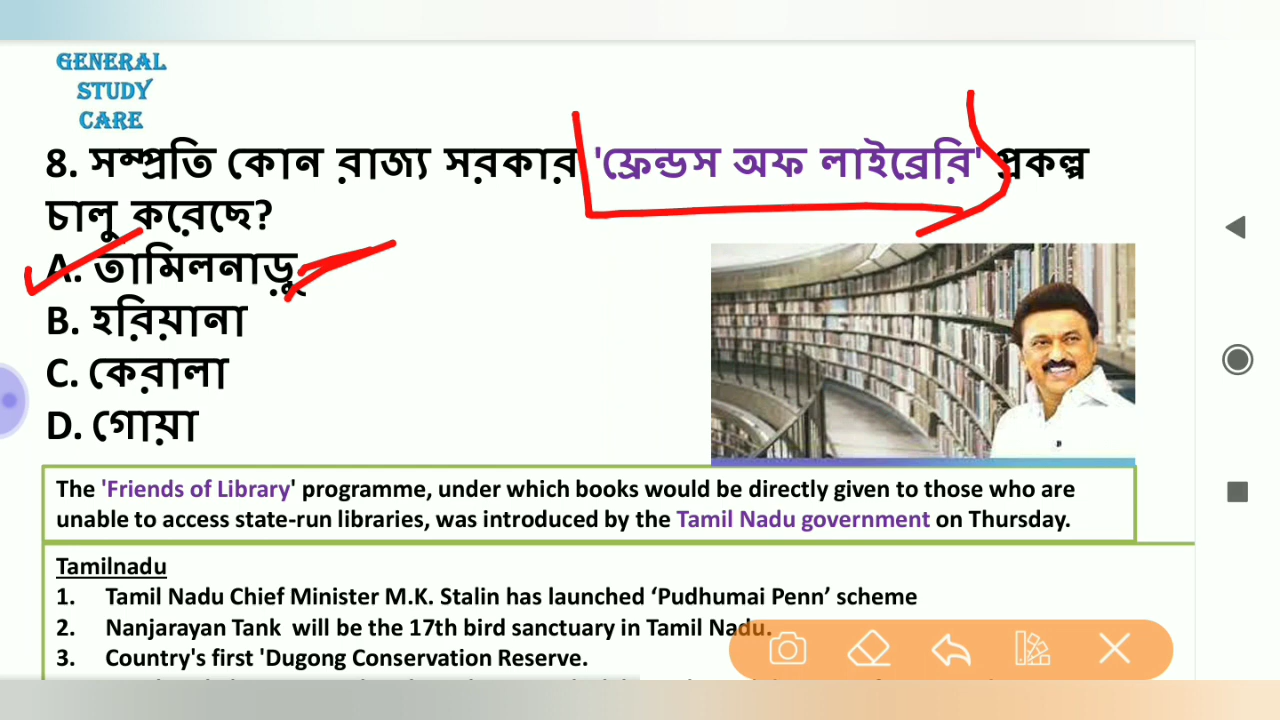 GENERAL
STUDY
CARE
8. সম্প্রতি কোন রাজ্য সরকার 'ফ্রেন্ডস অফ লাইব্রেরি' প্রকল্প
চালু করেছে?
A. তামিলনাড়ু
B. হরিয়ানা
C. কেরালা
D. গোয়া
The 'Friends of Library' programme, under which books would be directly given to those who are
unable to access state-run libraries, was introduced by the Tamil Nadu government on Thursday.
Tamilnadu
1. Tamil Nadu Chief Minister M.K. Stalin has launched ‘Pudhumai Penn’ scheme
2. Nanjarayan Tank will be the 17th bird sanctuary in Tamil Nadu.
3. Country's first 'Dugong Conservation Reserve.